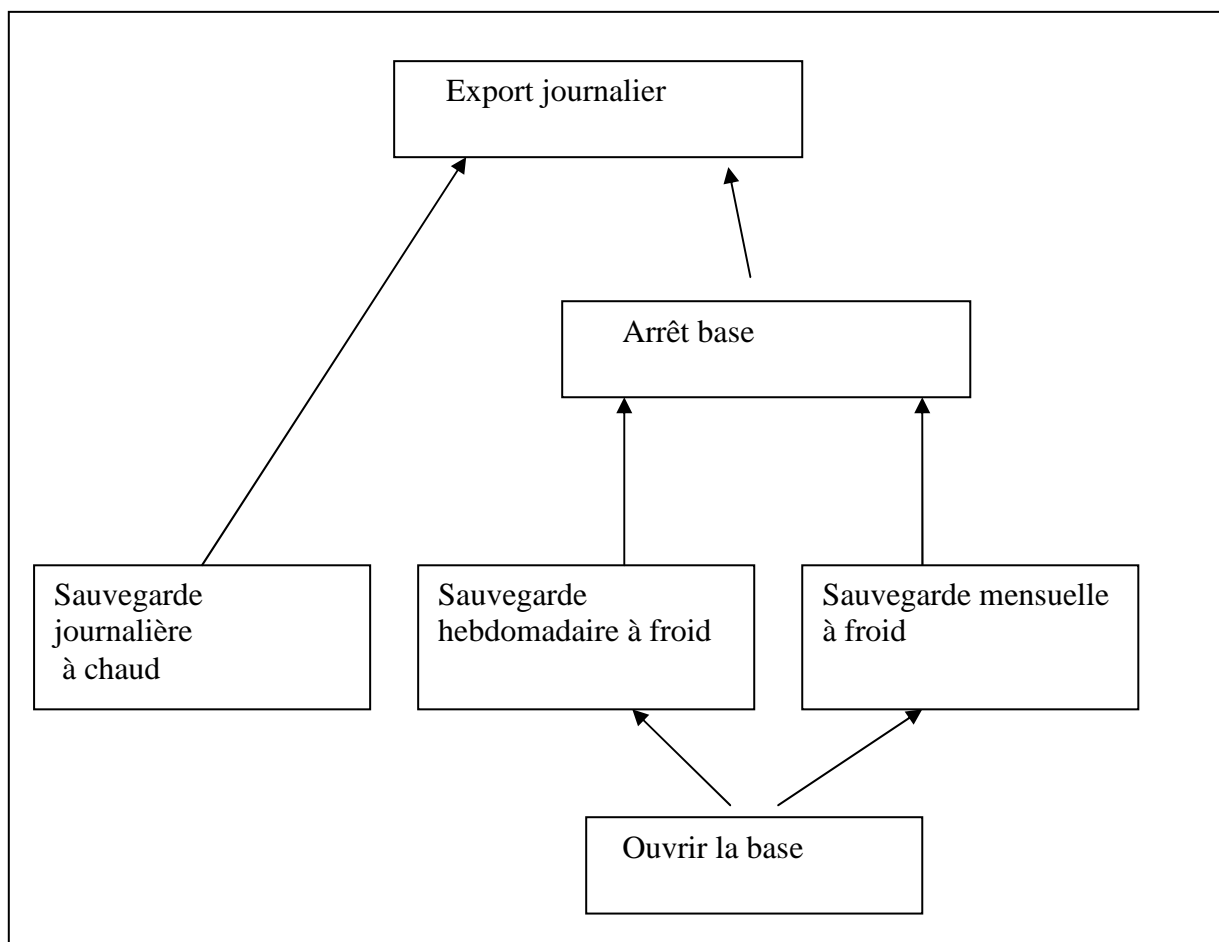 Export journalier
Arrêt base
Sauvegarde
journalière
à chaud
Sauvegarde
hebdomadaire à froid
Sauvegarde mensuelle
à froid
Ouvrir la base